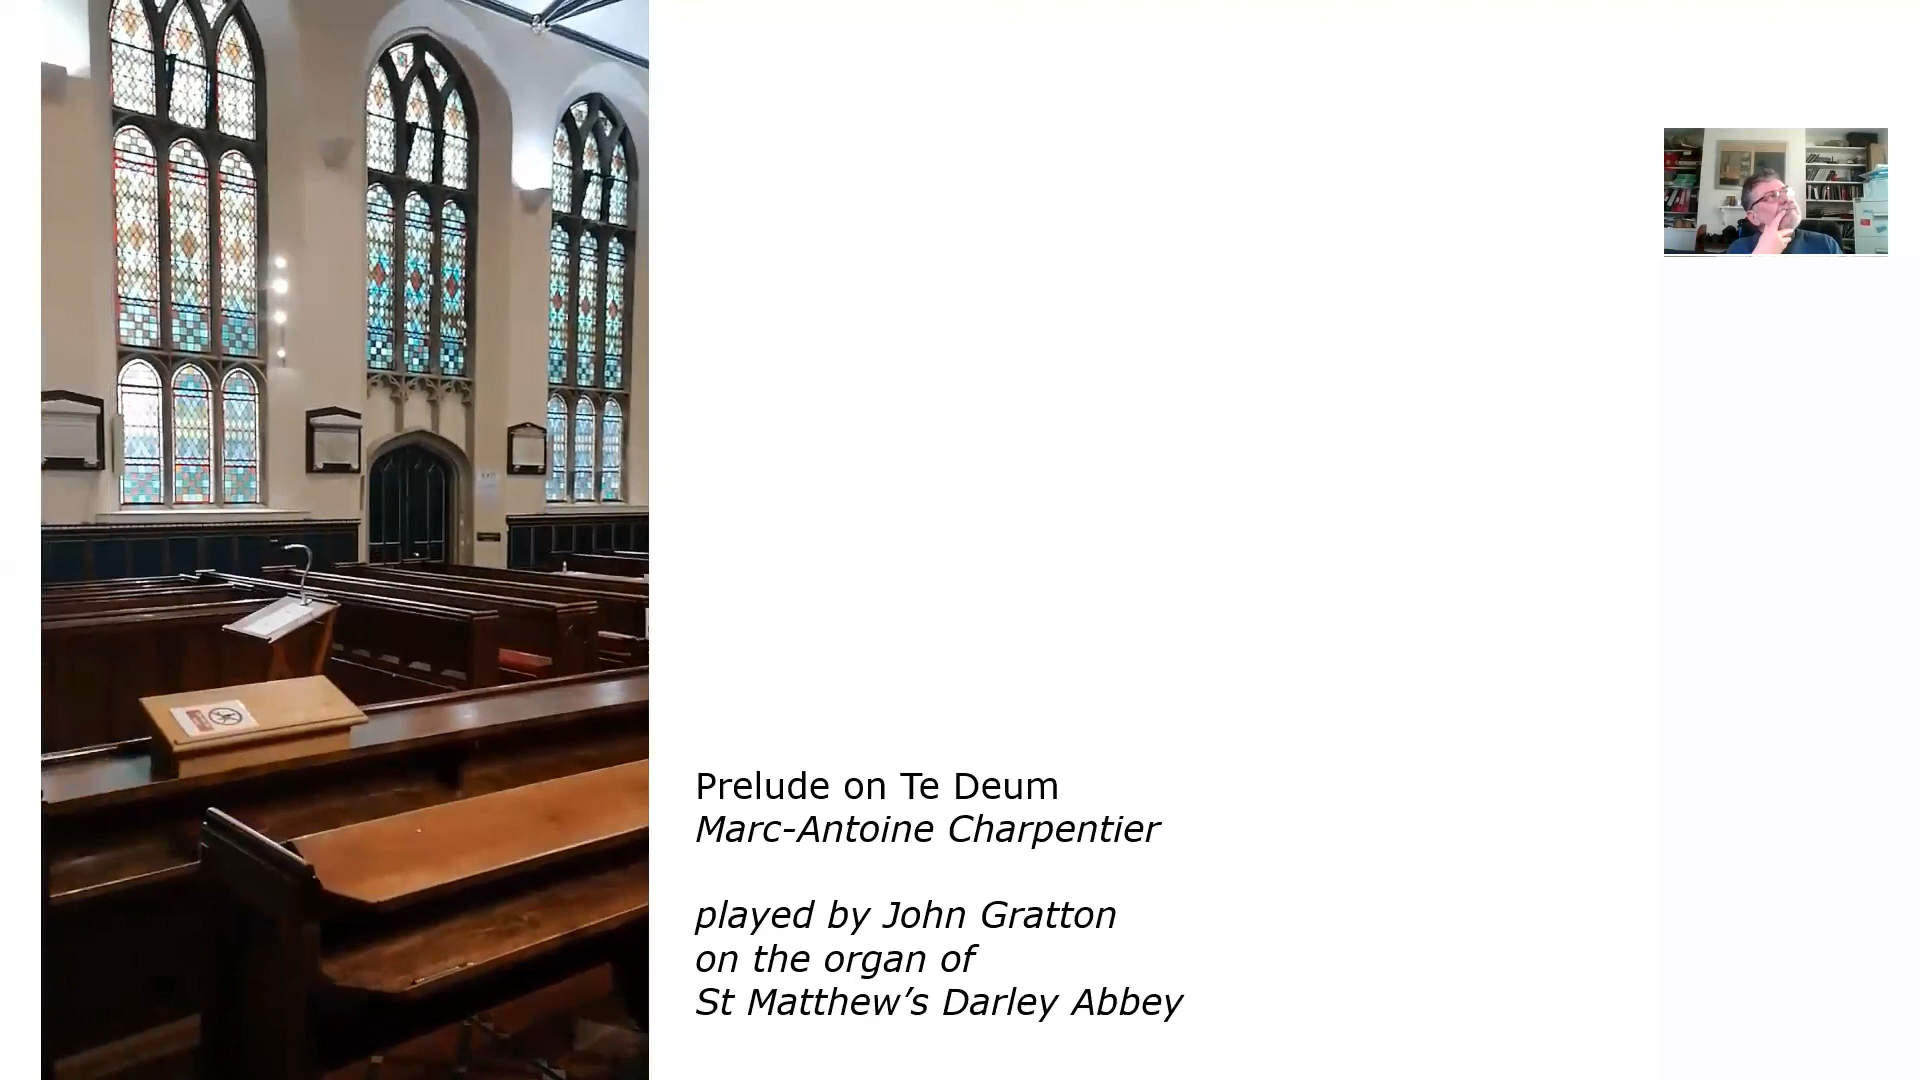 Prelude on Te Deum
Marc-Antoine Charpentier
played by John Gratton
on the organ of
St Matthew’s Darley Abbey